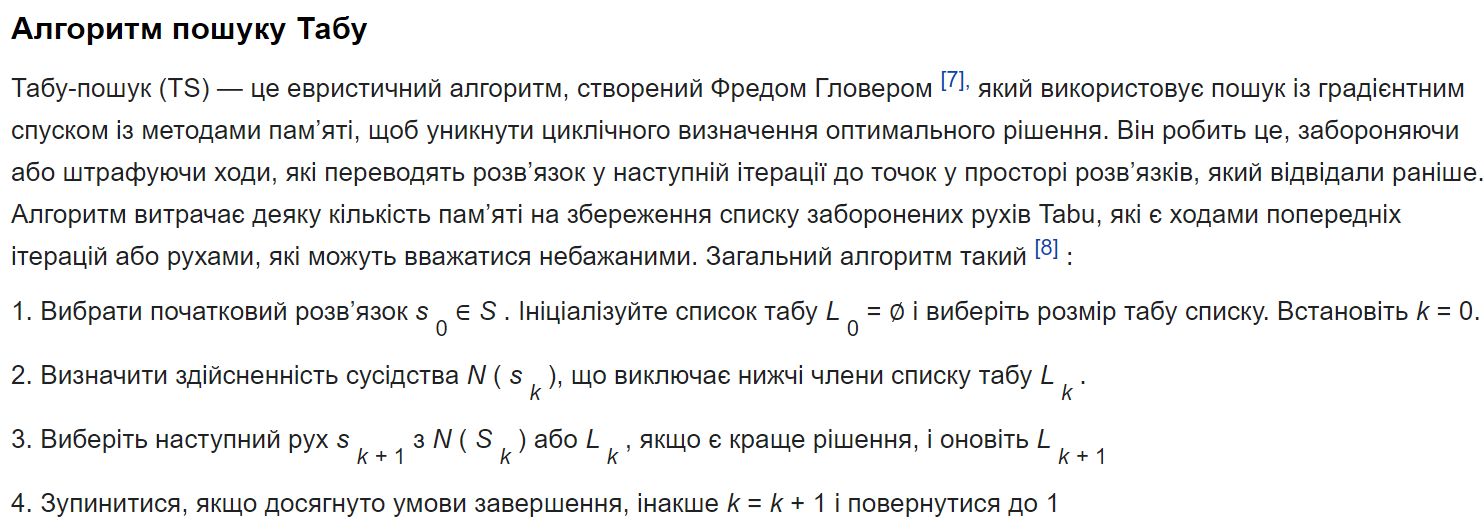 Алгоритм пошуку Табу
Табу-пошук (TS) — це евристичний алгоритм, створений Фредом Гловером [7], який використовує пошук із градієнтним
спуском із методами пам’яті, щоб уникнути циклічного визначення оптимального рішення. Він робить це, забороняючи
або штрафуючи ходи, які переводять розв’язок у наступній ітерації до точок у просторі розв’язків, який відвідали раніше.
Алгоритм витрачає деяку кількість пам’яті на збереження списку заборонених рухів Tabu, які є ходами попередніх
ітерацій або рухами, які можуть вважатися небажаними. Загальний алгоритм такий [8] :
1. Вибрати початковий розв’язок s 0 ∈ S . Ініціалізуйте список табу L 0 = ∅ і виберіть розмір табу списку. Встановіть k = 0.
2. Визначити здійсненність сусідства N ( s k ), що виключає нижчі члени списку табу L k .
3. Виберіть наступний рух s k + 1 з N ( S k ) або L k , якщо є краще рішення, і оновіть L k + 1
4. Зупинитися, якщо досягнуто умови завершення, інакше k = k + 1 і повернутися до 1